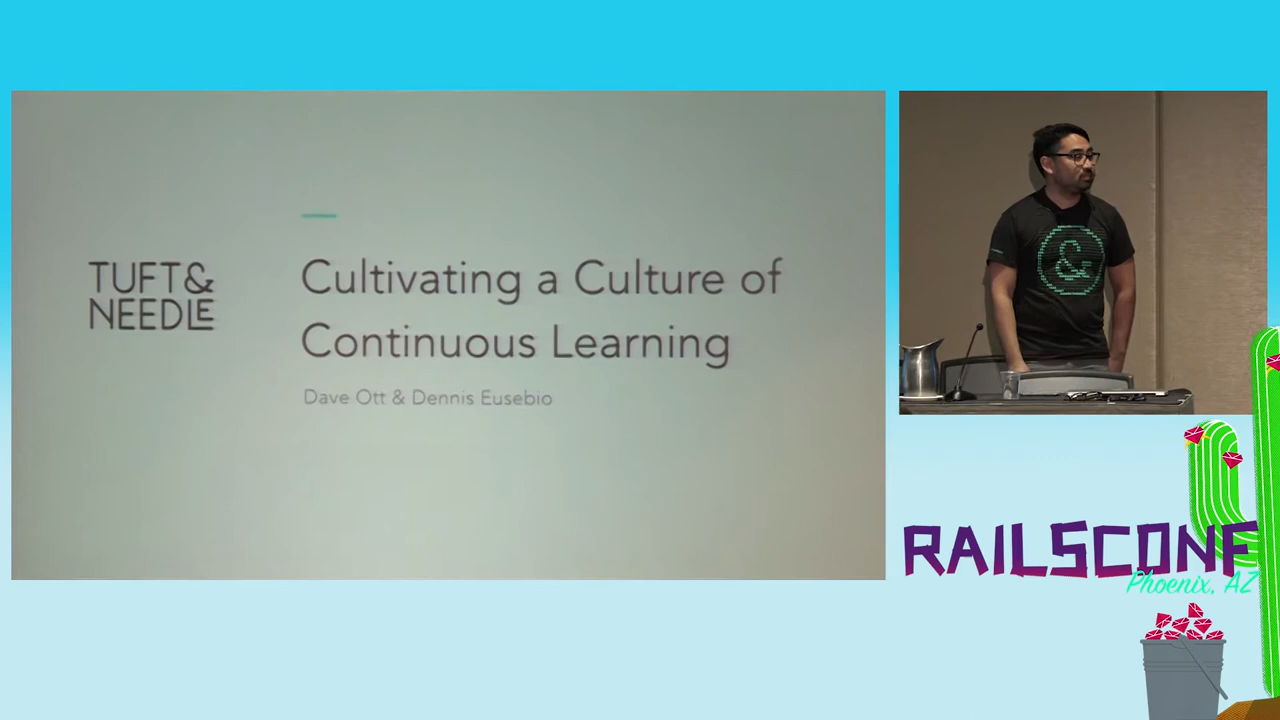 TUFT&
NEEDLE
Cultivating a Culture of
Continuous Learning
Dave Ott & Dennis Eusebio
&
RAILSCONF
Phoenix, AZ